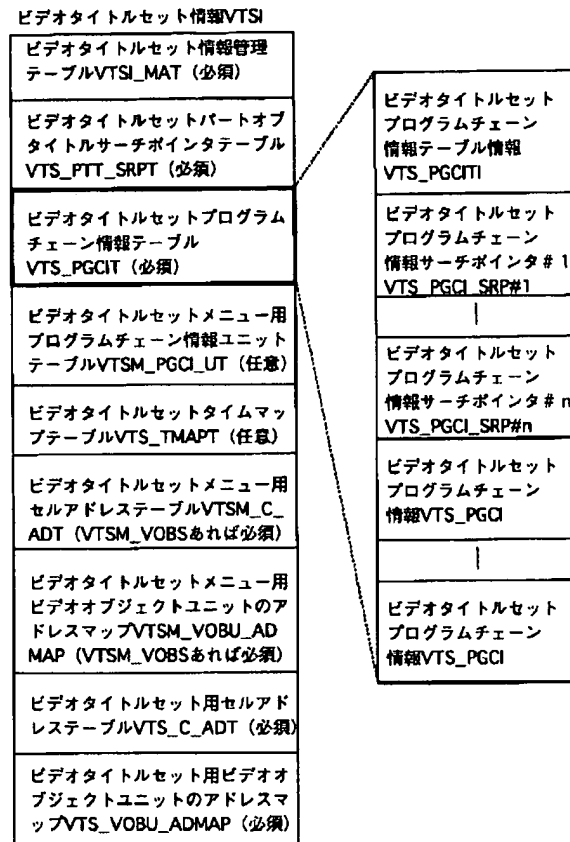 ビデオタイトルセット情報VTSI
ビデオタイトルセット情報管理
テーブルVTSI_MAT（必須）
ビデオタイトルセットパートオブ
タイトルサーチポインタテーブル
VTS_PTT_SRPT（必須）
ビデオタイトルセットプログラム
チェーン情報テーブル
VTS_PGCIT（必須）
ビデオタイトルセットメニュー用
プログラムチェーン情報ユニット
テーブルVTSM_PGCI_UT（任意）
ビデオタイトルセットタイムマッ
プテーブルVTS_TMAPT（任意）
ビデオタイトルセットメニュー用
セルアドレステーブルVTSM_C_
ADT（VTSM_VOBSあれば必須）
ビデオタイトルセットメニュー用
ビデオオブジェクトユニットのア
ドレスマップVTSM_VOBU_AD
MAP（VTSM_VOBSあれば必須）
ビデオタイトルセット用セルアド
レステーブルVTS_C_ADT（必須）
ビデオタイトルセット用ビデオオ
ブジェクトユニットのアドレスマ
ップVTS_VOBU_ADMAP（必須）
ビデオタイトルセット
プログラムチェーン
情報テーブル情報
VTS_PGCITI
ビデオタイトルセット
プログラムチェーン
情報サーチポインタ＃1
VTS_PGCI_SRP#1
ビデオタイトルセット
プログラムチェーン
情報サーチポインタ＃n
VTS_PGCI_SRP#n
ビデオタイトルセット
プログラムチェーン
情報VTS_PGCI
ビデオタイトルセット
プログラムチェーン
情報VTS_PGCI